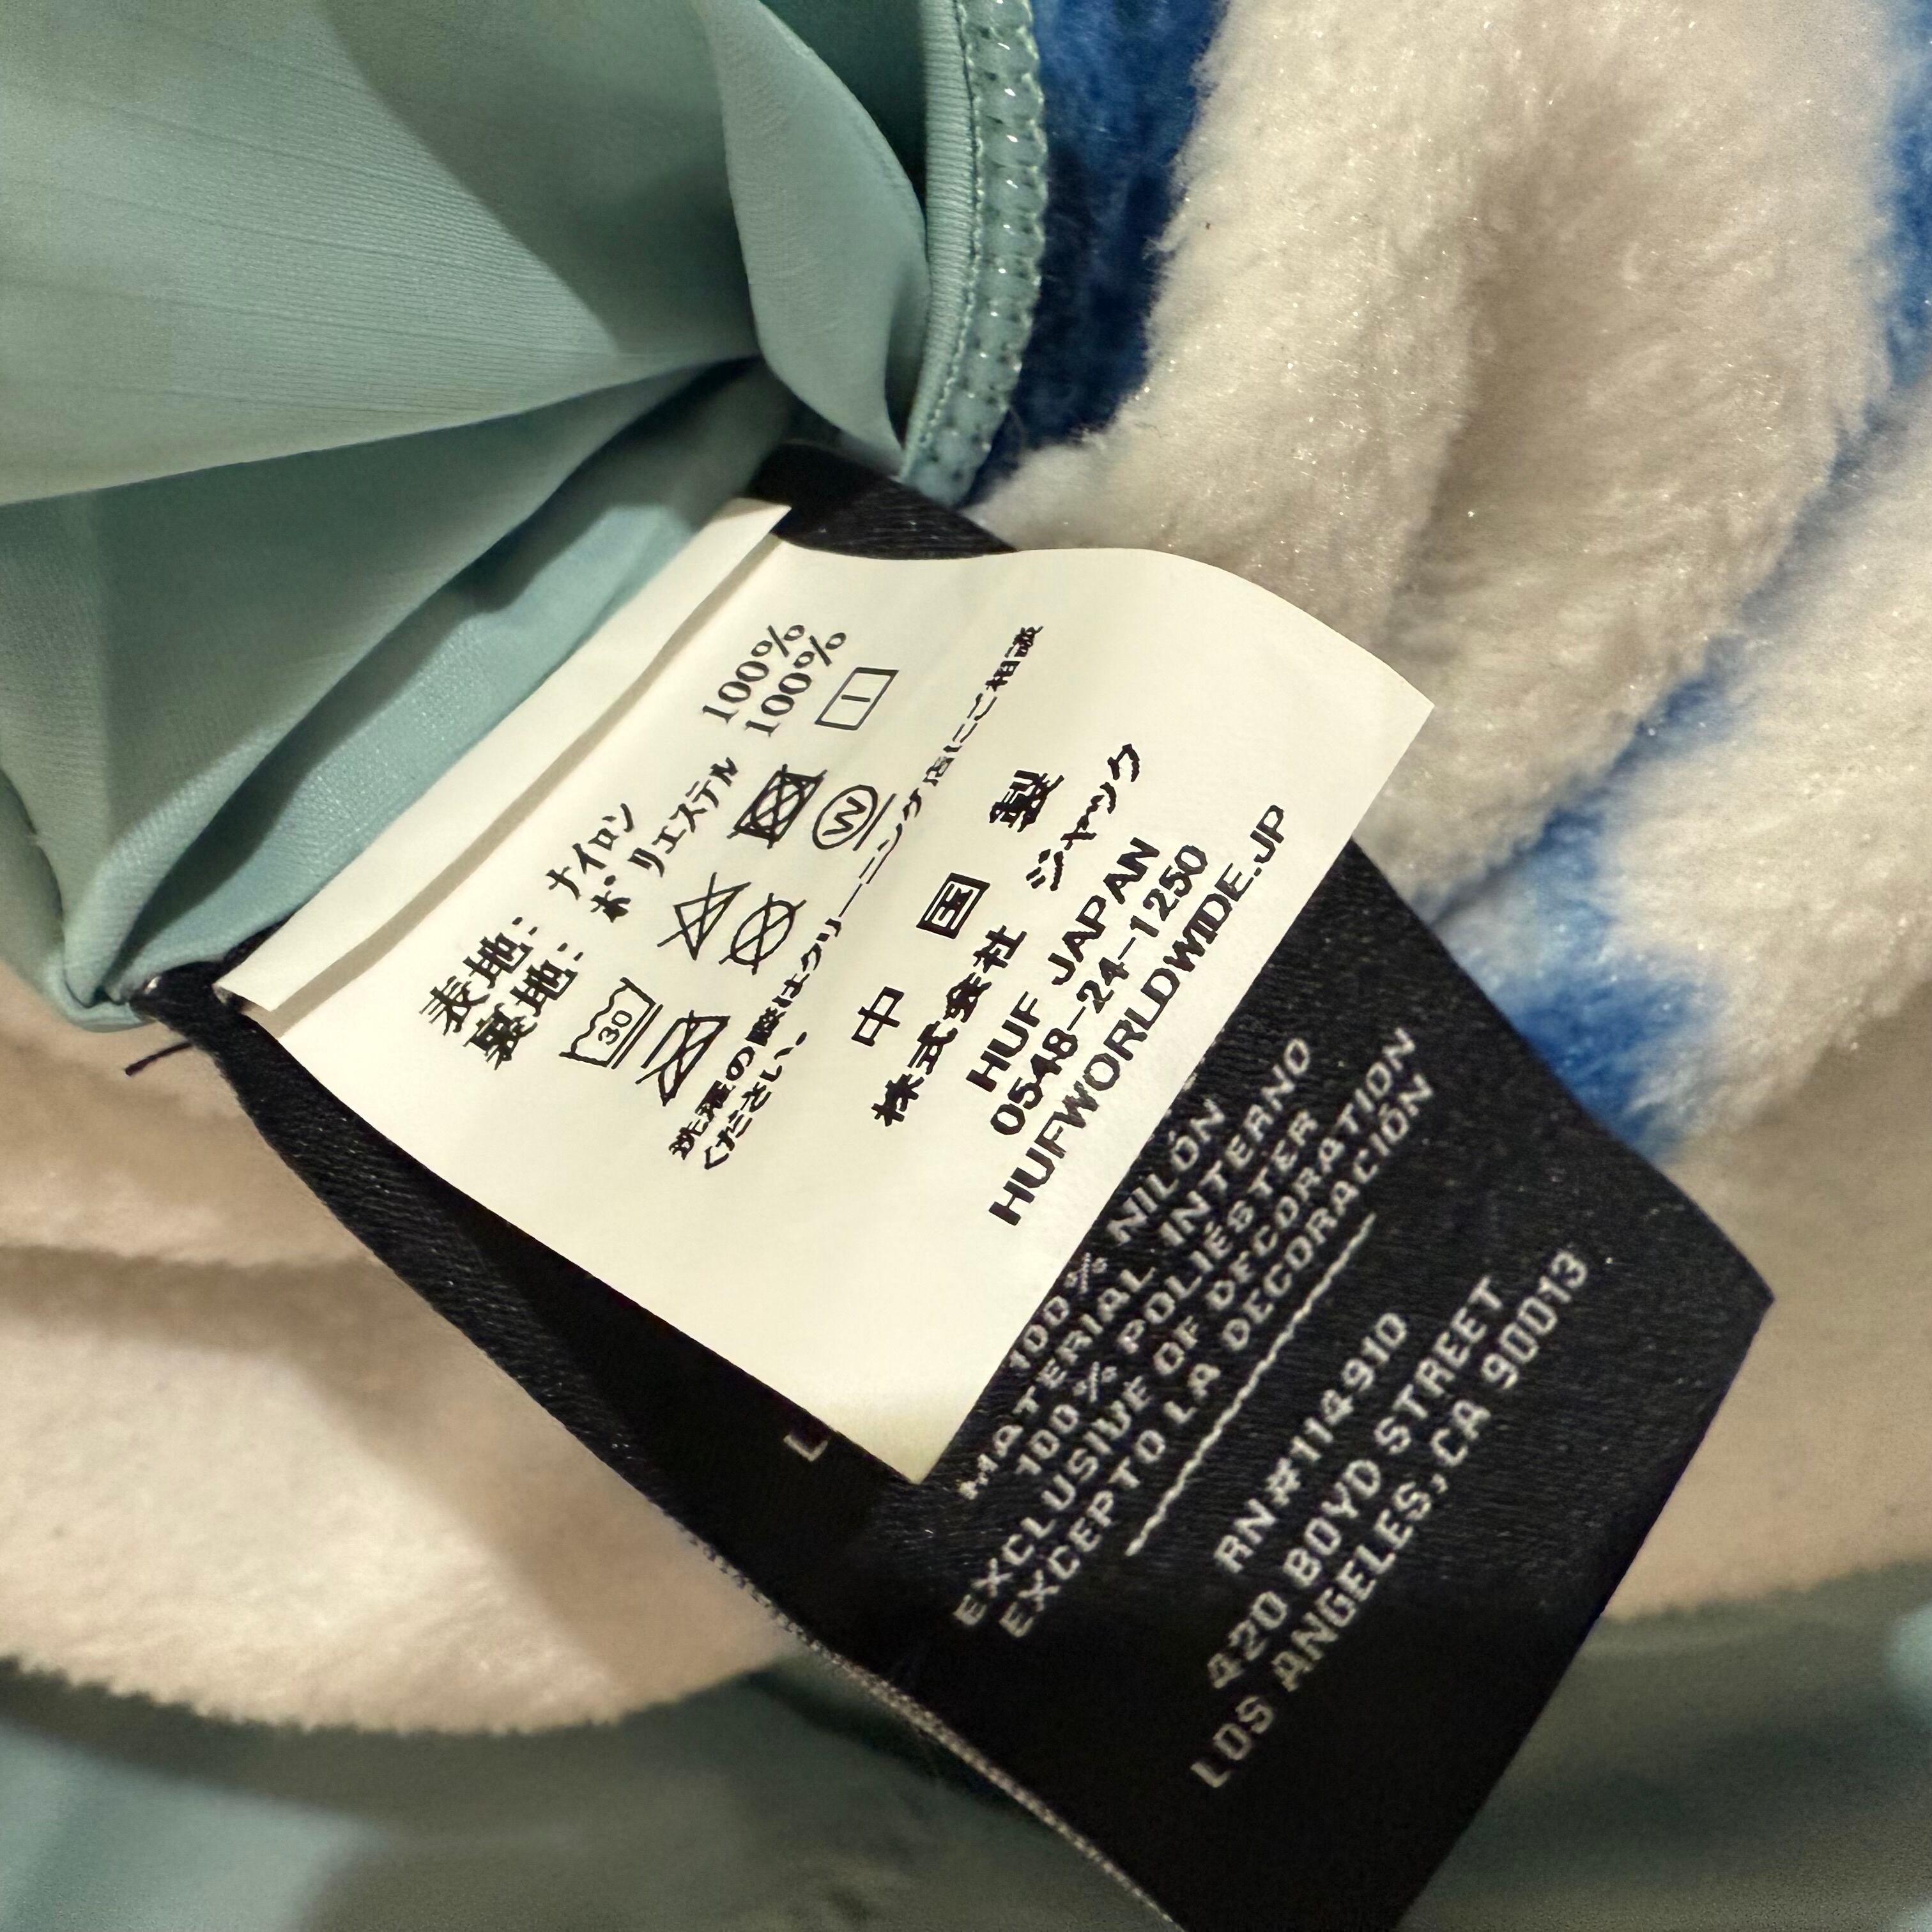 表地: ナイロン 100%
裏地: ポリエステル 100%
30
W
洗濯の際はクリーニング店にご相談
ください。
中国製
株式会社 ジャック
HUF JAPAN
0548-24-1250
HUFWORLDWIDE.JP
100% NILÓN
MATERIAL INTERNO
100% POLIÉSTER
EXCLUSIVE OF DECORATION
EXCEPTO LA DECORACIÓN
RN#114910
420 BOYD STREET
LOS ANGELES, CA 90013
L